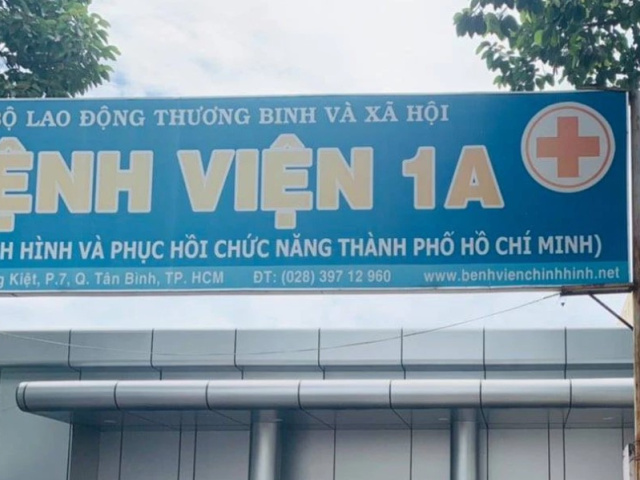 LAO ĐỘNG THƯƠNG BINH VÀ XÃ HỘI
VIỆN 1A
HÌNH VÀ PHỤC HỒI CHỨC NĂNG THÀNH PHỐ HỒ CHÍ MINH)
Kiệt, P.7, Q. Tân Bình, TP. HCM ĐT: (028) 397 12 960 www.benhvienchinhhinh.net